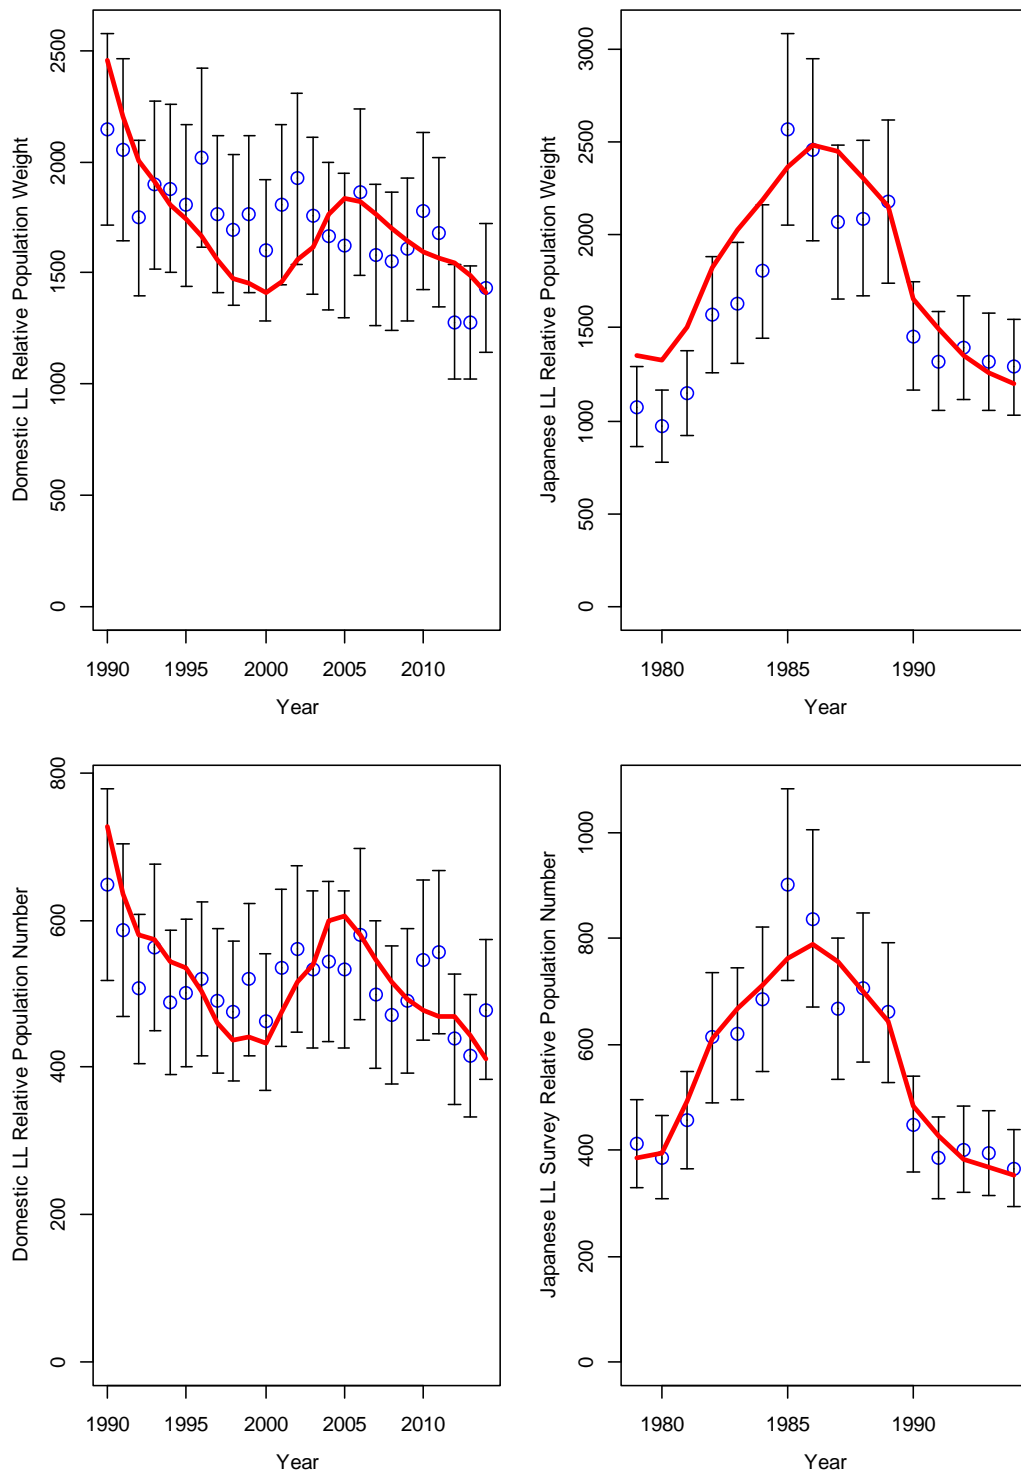 Domestic LL Relative Population Weight
0 500 1000 1500 2000 2500
1990 1995 2000 2005 2010
Year
Japanese LL Relative Population Weight
0 500 1000 1500 2000 2500 3000
1980 1985 1990
Year
Domestic LL Relative Population Number
0 200 400 600 800
1990 1995 2000 2005 2010
Year
Japanese LL Survey Relative Population Number
0 200 400 600 800 1000
1980 1985 1990
Year